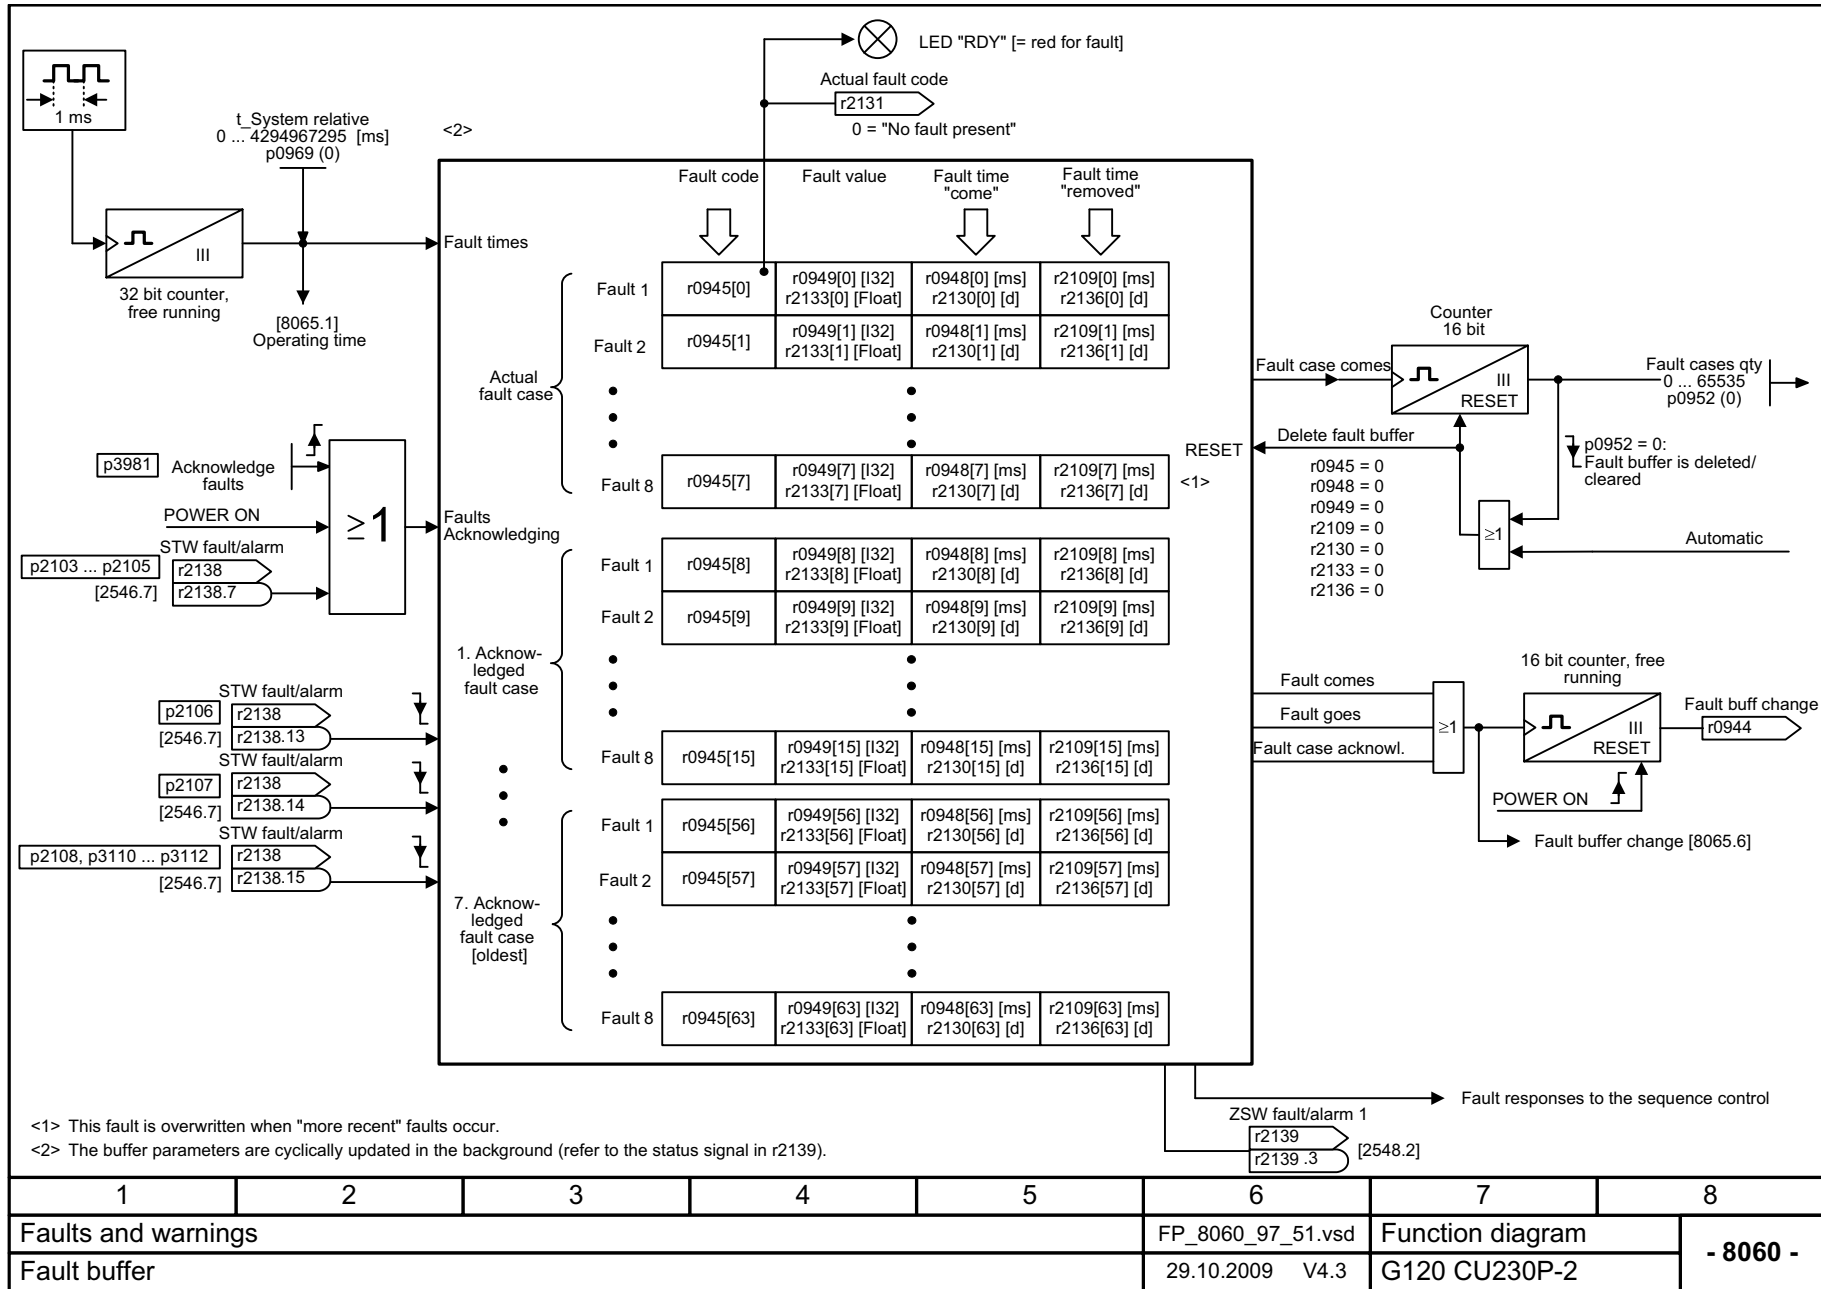 LED "RDY" [= red for fault]
Actual fault code
r2131
0 = "No fault present"
1 ms
t_System relative
0 ... 4294967295 [ms]
p0969 (0)
<2>
III
32 bit counter,
free running
[8065.1]
Operating time
Fault times
Fault code
Fault value
Fault time
"come"
Fault time
"removed"
Actual
fault case
Fault 1
r0945[0]
r0949[0] [I32]
r2133[0] [Float]
r0948[0] [ms]
r2130[0] [d]
r2109[0] [ms]
r2136[0] [d]
Fault 2
r0945[1]
r0949[1] [I32]
r2133[1] [Float]
r0948[1] [ms]
r2130[1] [d]
r2109[1] [ms]
r2136[1] [d]
Fault 8
r0945[7]
r0949[7] [I32]
r2133[7] [Float]
r0948[7] [ms]
r2130[7] [d]
r2109[7] [ms]
r2136[7] [d]
<1>
RESET
p3981
Acknowledge
faults
POWER ON
STW fault/alarm
p2103 ... p2105
r2138
[2546.7]
r2138.7
≥1
Faults
Acknowledging
1. Acknow-
ledged
fault case
Fault 1
r0945[8]
r0949[8] [I32]
r2133[8] [Float]
r0948[8] [ms]
r2130[8] [d]
r2109[8] [ms]
r2136[8] [d]
Fault 2
r0945[9]
r0949[9] [I32]
r2133[9] [Float]
r0948[9] [ms]
r2130[9] [d]
r2109[9] [ms]
r2136[9] [d]
Fault 8
r0945[15]
r0949[15] [I32]
r2133[15] [Float]
r0948[15] [ms]
r2130[15] [d]
r2109[15] [ms]
r2136[15] [d]
STW fault/alarm
p2106
r2138
[2546.7]
r2138.13
STW fault/alarm
p2107
r2138
[2546.7]
r2138.14
STW fault/alarm
p2108, p3110 ... p3112
r2138
[2546.7]
r2138.15
7. Acknow-
ledged
fault case
[oldest]
Fault 1
r0945[56]
r0949[56] [I32]
r2133[56] [Float]
r0948[56] [ms]
r2130[56] [d]
r2109[56] [ms]
r2136[56] [d]
Fault 2
r0945[57]
r0949[57] [I32]
r2133[57] [Float]
r0948[57] [ms]
r2130[57] [d]
r2109[57] [ms]
r2136[57] [d]
Fault 8
r0945[63]
r0949[63] [I32]
r2133[63] [Float]
r0948[63] [ms]
r2130[63] [d]
r2109[63] [ms]
r2136[63] [d]
Counter
16 bit
Fault case comes
III
RESET
Fault cases qty
0 ... 65535
p0952 (0)
Delete fault buffer
r0945 = 0
r0948 = 0
r0949 = 0
r2109 = 0
r2130 = 0
r2133 = 0
r2136 = 0
p0952 = 0:
Fault buffer is deleted/
cleared
≥1
Automatic
16 bit counter, free
running
Fault comes
Fault goes
Fault case acknowl.
≥1
III
RESET
Fault buff change
r0944
POWER ON
Fault buffer change [8065.6]
Fault responses to the sequence control
ZSW fault/alarm 1
r2139
r2139 .3
[2548.2]
<1> This fault is overwritten when "more recent" faults occur.
<2> The buffer parameters are cyclically updated in the background (refer to the status signal in r2139).
1 2 3 4 5 6 7 8
Faults and warnings
FP_8060_97_51.vsd
Function diagram
- 8060 -
Fault buffer
29.10.2009 V4.3
G120 CU230P-2